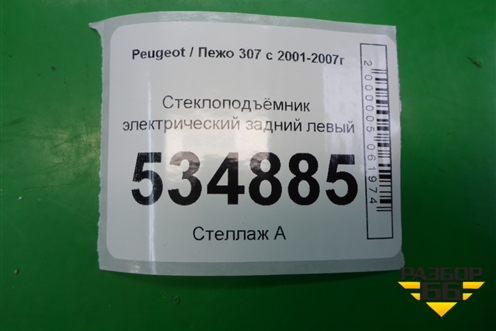 Peugeot / Пежо 307 с 2001-2007г
Стеклоподъёмник
электрический задний левый
534885
Стеллаж А
2000005061974
РАЗБОР
66